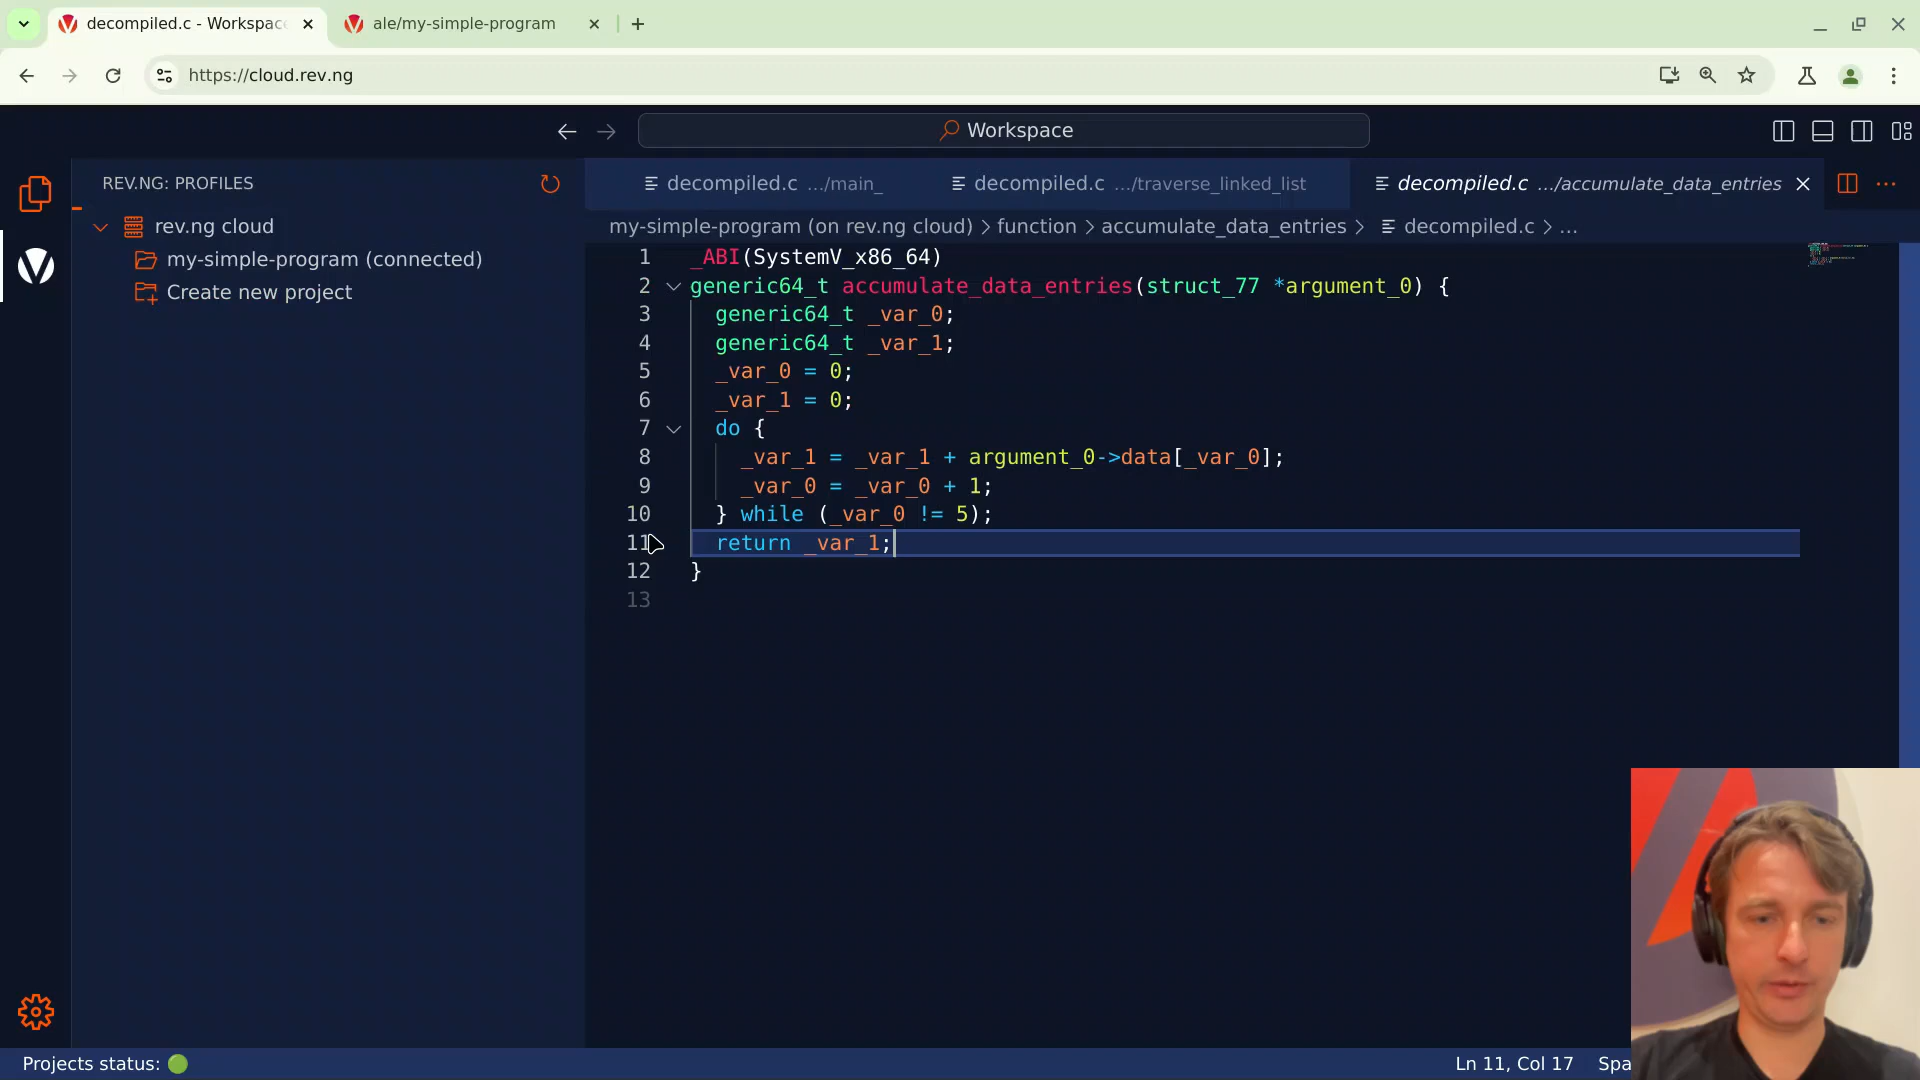 decompiled.c - Workspac
ale/my-simple-program
https://cloud.rev.ng
Workspace
REV.NG: PROFILES
rev.ng cloud
my-simple-program (connected)
Create new project
decompiled.c .../main_
decompiled.c .../traverse_linked_list
decompiled.c .../accumulate_data_entries
my-simple-program (on rev.ng cloud) > function > accumulate_data_entries > decompiled.c > ...
1 _ABI(SystemV_x86_64)
2 generic64_t accumulate_data_entries(struct_77 *argument_0) {
3 generic64_t _var_0;
4 generic64_t _var_1;
5 _var_0 = 0;
6 _var_1 = 0;
7 do {
8 _var_1 = _var_1 + argument_0->data[_var_0];
9 _var_0 = _var_0 + 1;
10 } while (_var_0 != 5);
11 return _var_1;
12 }
13
Projects status:
Ln 11, Col 17
Spa